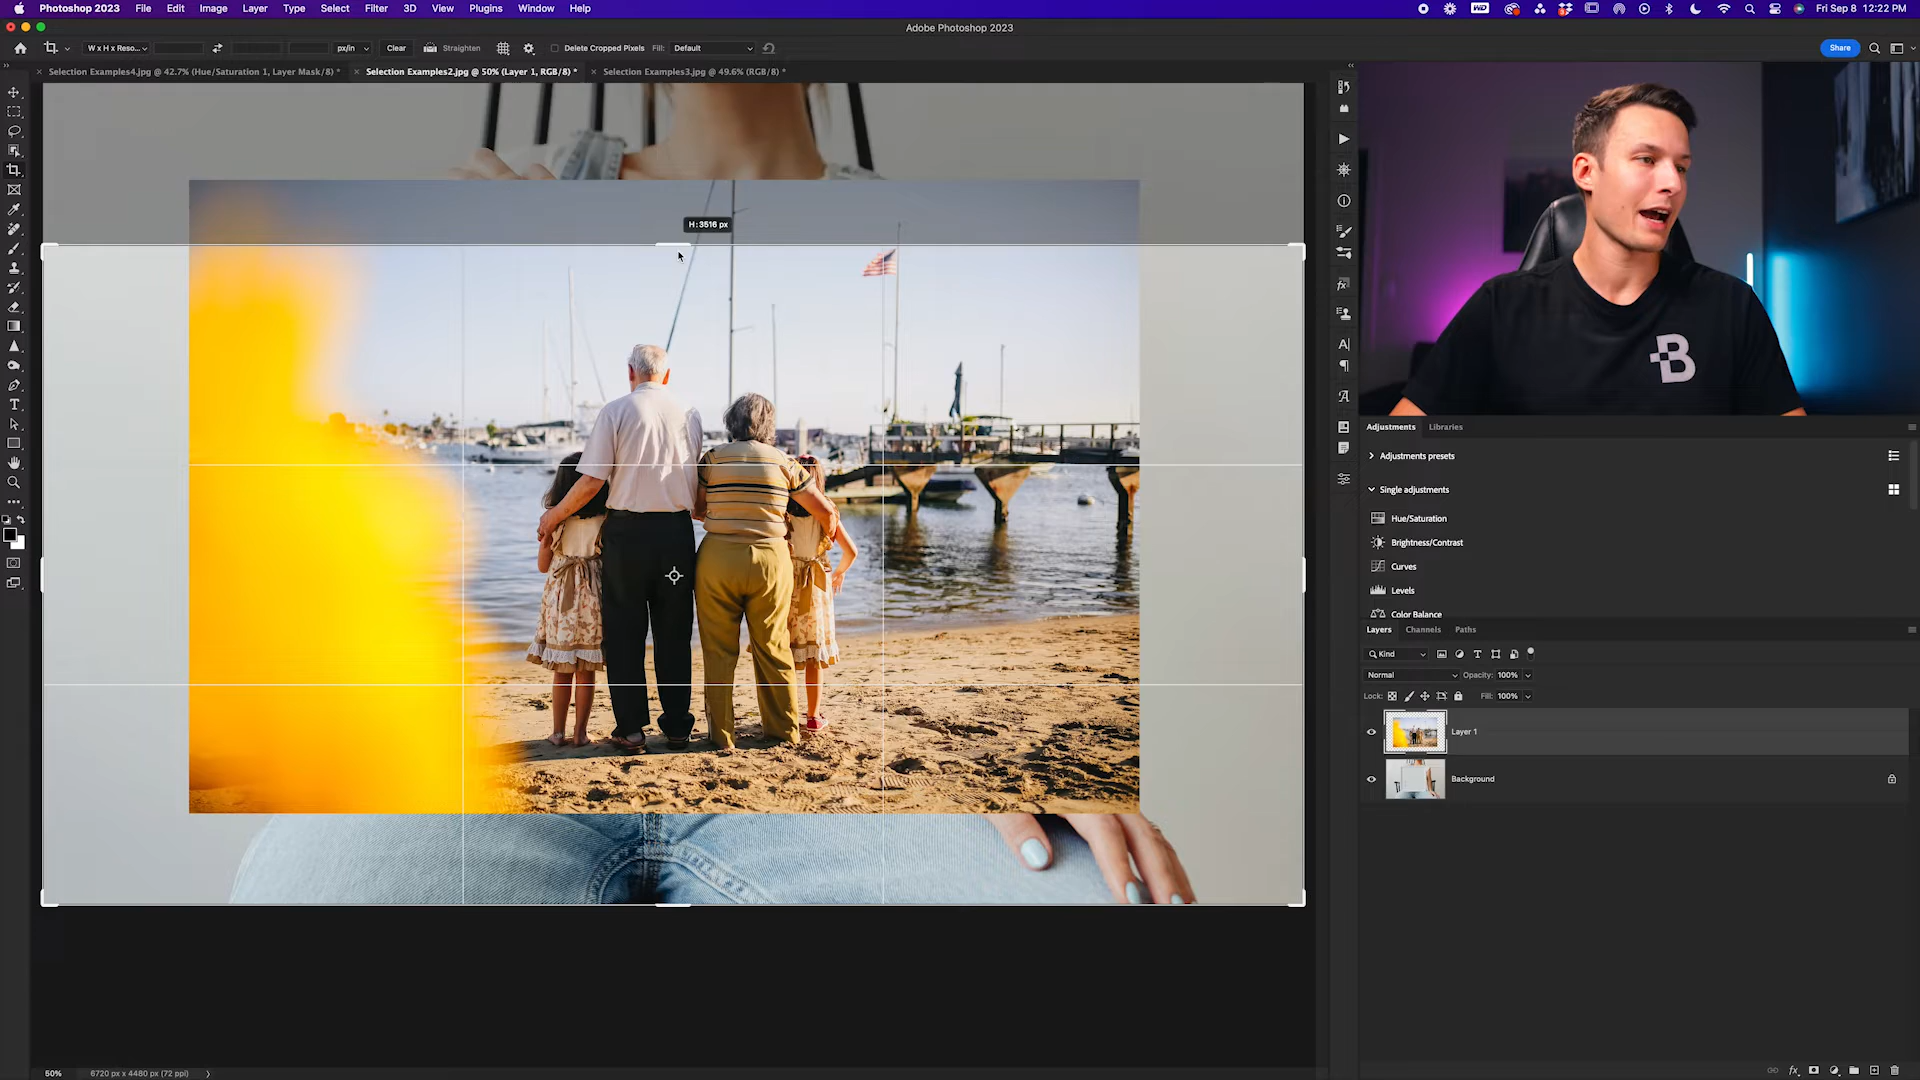 Photoshop 2023 File Edit Image Layer Type Select Filter 3D View Plugins Window Help Fri Sep 8 12:22 PM
Adobe Photoshop 2023
W x H x Reso... px/in Clear Straighten Delete Cropped Pixels Fill: Default Share
Selection Examples4.jpg @ 42.7% (Hue/Saturation 1, Layer Mask/8) * Selection Examples2.jpg @ 50% (Layer 1, RGB/8) * Selection Examples3.jpg @ 49.6% (RGB/8) *
H: 3516 px
B
Adjustments Libraries
Adjustments presets
Single adjustments
Hue/Saturation
Brightness/Contrast
Curves
Levels
Color Balance
Layers Channels Paths
Kind
Normal Opacity: 100%
Lock: Fill: 100%
Layer 1
Background
50% 6720 px x 4480 px (72 ppi)